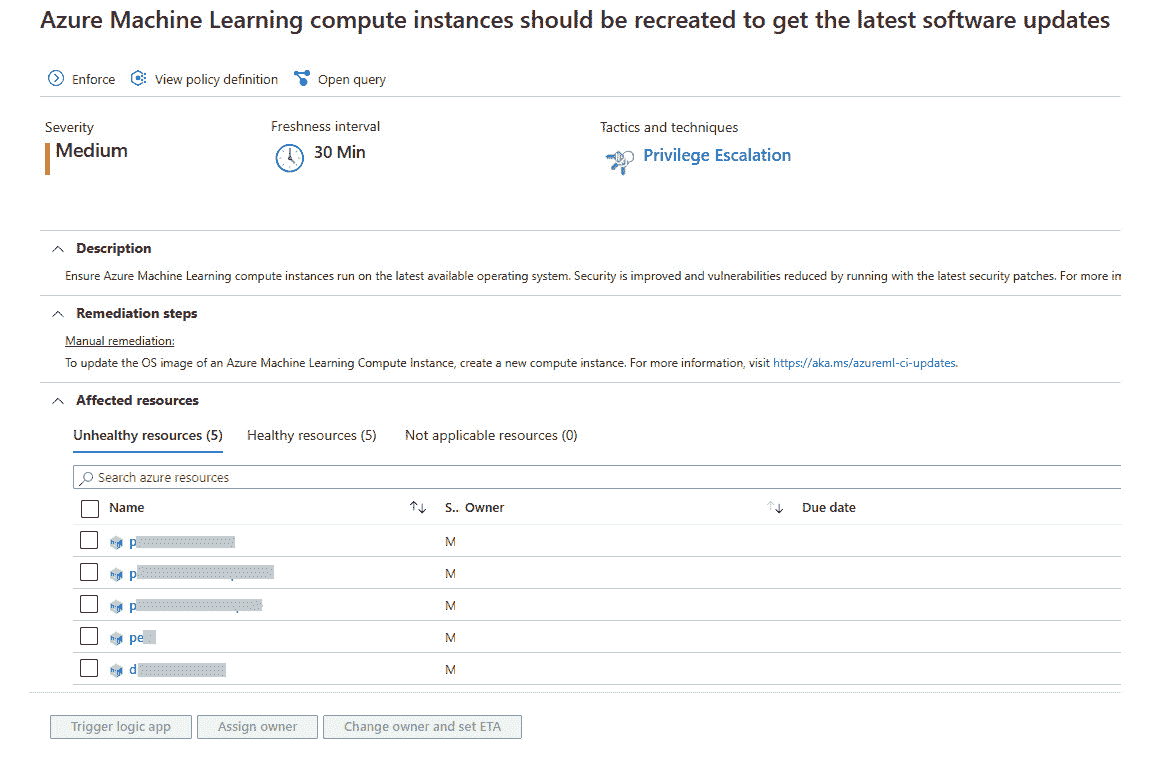 Azure Machine Learning compute instances should be recreated to get the latest software updates
Enforce View policy definition Open query
Severity Freshness interval Tactics and techniques
Medium 30 Min Privilege Escalation
Description
Ensure Azure Machine Learning compute instances run on the latest available operating system. Security is improved and vulnerabilities reduced by running with the latest security patches. For more in
Remediation steps
Manual remediation:
To update the OS image of an Azure Machine Learning Compute Instance, create a new compute instance. For more information, visit https://aka.ms/azureml-ci-updates.
Affected resources
Unhealthy resources (5) Healthy resources (5) Not applicable resources (0)
Search azure resources
Name S.. Owner Due date
p M
p M
p M
pe M
d M
Trigger logic app Assign owner Change owner and set ETA